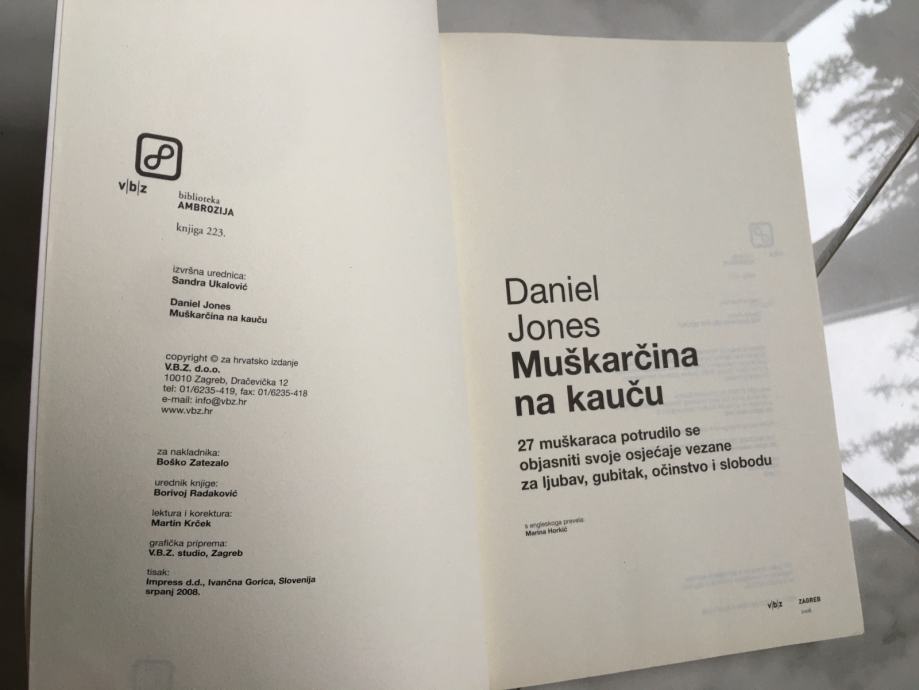 v|b|z
biblioteka
AMBROZIJA
knjiga 223.
izvršna urednica:
Sandra Ukalović
Daniel Jones
Muškarčina na kauču
copyright © za hrvatsko izdanje
V.B.Z. d.o.o.
10010 Zagreb, Dračevička 12
tel: 01/6235-419, fax: 01/6235-418
e-mail: info@vbz.hr
www.vbz.hr
za nakladnika:
Boško Zatezalo
urednik knjige:
Borivoj Radaković
lektura i korektura:
Martin Krček
grafička priprema:
V.B.Z. studio, Zagreb
tisak:
Impress d.d., Ivančna Gorica, Slovenija
srpanj 2008.
Daniel
Jones
Muškarčina
na kauču
27 muškaraca potrudilo se
objasniti svoje osjećaje vezane
za ljubav, gubitak, očinstvo i slobodu
s engleskoga prevela:
Marina Horkić
v|b|z ZAGREB
2008.